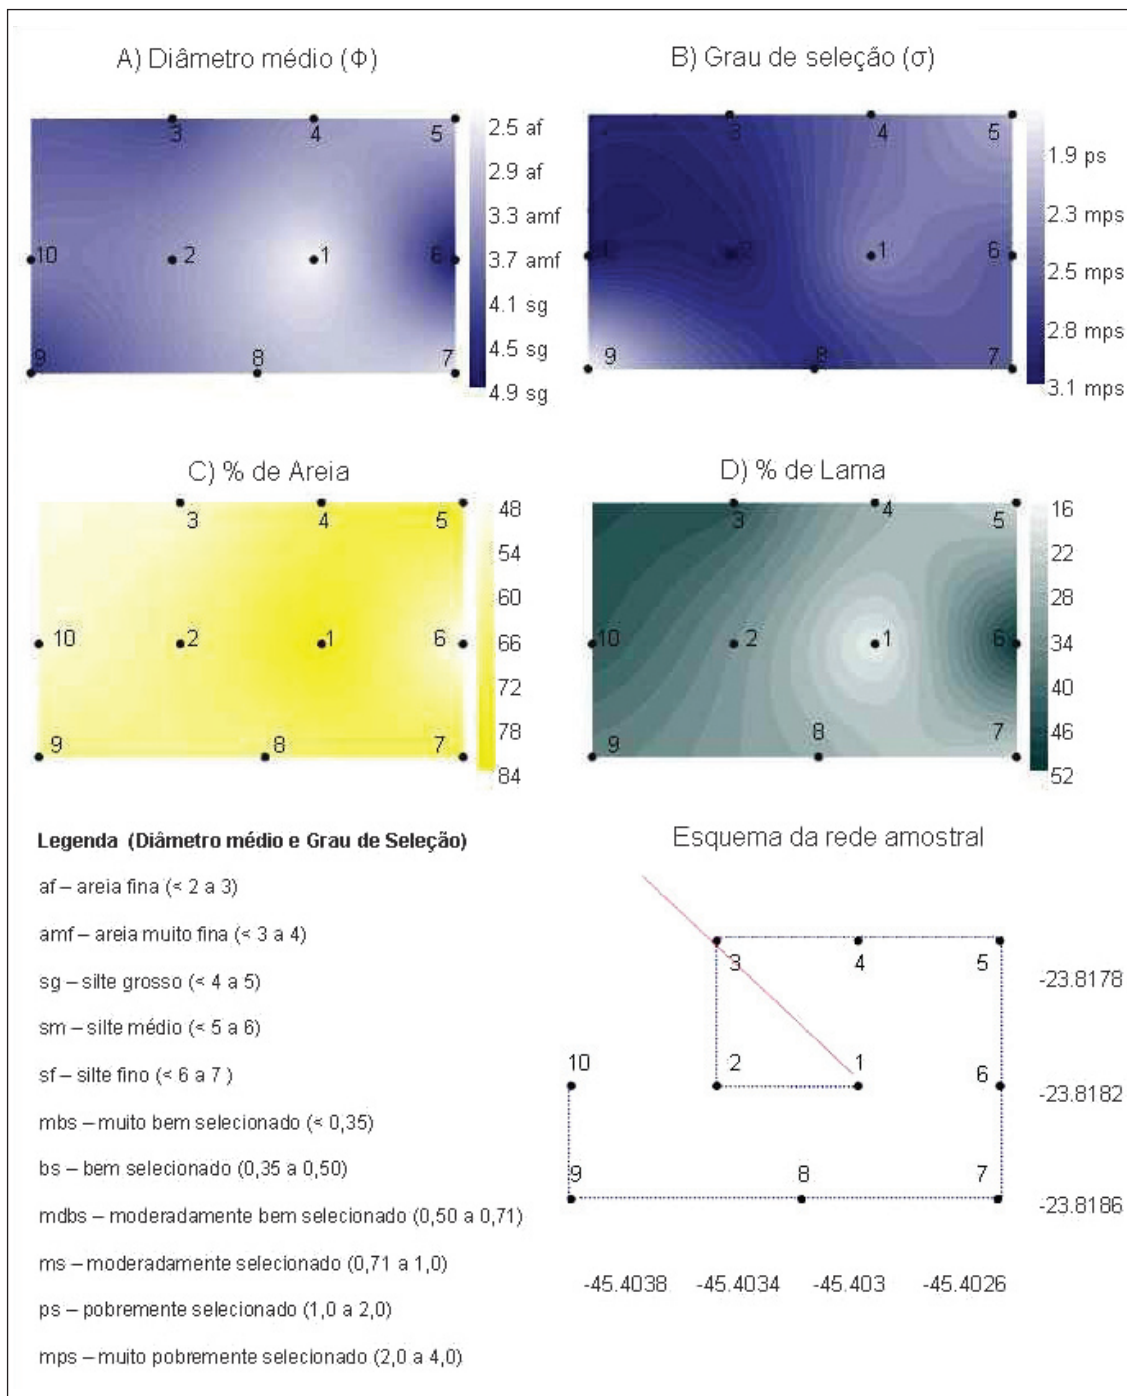 A) Diâmetro médio (Φ)
3
4
5
10
2
1
6
9
8
7
2.5 af
2.9 af
3.3 amf
3.7 amf
4.1 sg
4.5 sg
4.9 sg
B) Grau de seleção (σ)
3
4
5
2
1
6
9
8
7
1.9 ps
2.3 mps
2.5 mps
2.8 mps
3.1 mps
C) % de Areia
3
4
5
10
2
1
6
9
8
7
48
54
60
66
72
78
84
D) % de Lama
3
4
5
10
2
1
6
9
8
7
16
22
28
34
40
46
52
Legenda (Diâmetro médio e Grau de Seleção)
af – areia fina (< 2 a 3)
amf – areia muito fina (< 3 a 4)
sg – silte grosso (< 4 a 5)
sm – silte médio (< 5 a 6)
sf – silte fino (< 6 a 7 )
mbs – muito bem selecionado (< 0,35)
bs – bem selecionado (0,35 a 0,50)
mdbs – moderadamente bem selecionado (0,50 a 0,71)
ms – moderadamente selecionado (0,71 a 1,0)
ps – pobremente selecionado (1,0 a 2,0)
mps – muito pobremente selecionado (2,0 a 4,0)
Esquema da rede amostral
3
4
5
10
2
1
6
9
8
7
-23.8178
-23.8182
-23.8186
-45.4038 -45.4034 -45.403 -45.4026